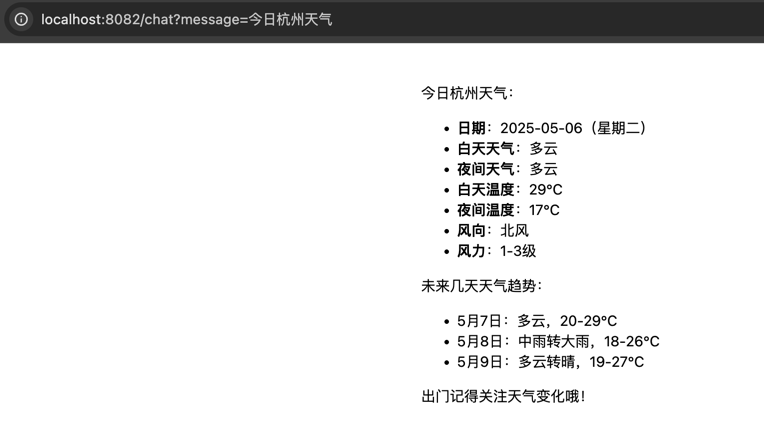 localhost:8082/chat?message=今日杭州天气
今日杭州天气：
• 日期：2025-05-06（星期二）
• 白天天气：多云
• 夜间天气：多云
• 白天温度：29°C
• 夜间温度：17°C
• 风向：北风
• 风力：1-3级
未来几天天气趋势：
• 5月7日：多云，20-29°C
• 5月8日：中雨转大雨，18-26°C
• 5月9日：多云转晴，19-27°C
出门记得关注天气变化哦！